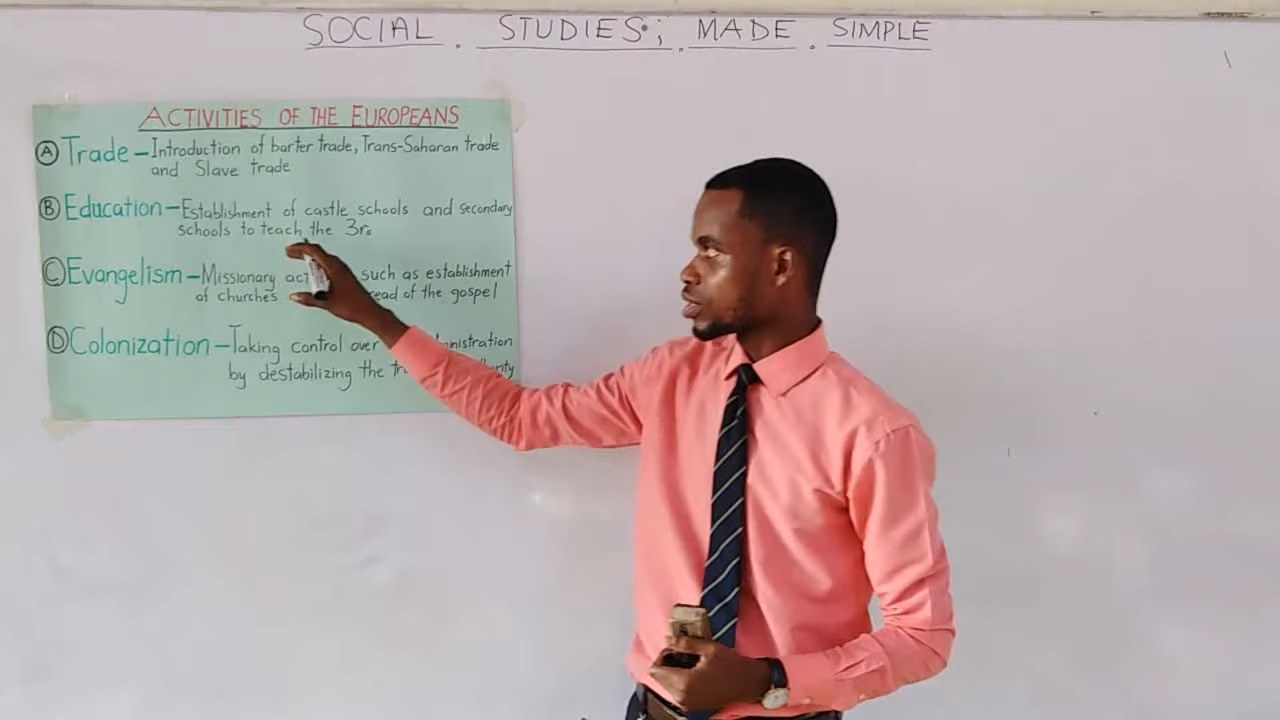 SOCIAL . STUDIES; . MADE . SIMPLE
ACTIVITIES OF THE EUROPEANS
Ⓐ Trade – Introduction of barter trade, Trans-Saharan trade
and Slave trade
Ⓑ Education – Establishment of castle schools and secondary
schools to teach the 3rs
Ⓒ Evangelism – Missionary such as establishment
of churches of the gospel
Ⓓ Colonization – Taking control over
by destabilizing the